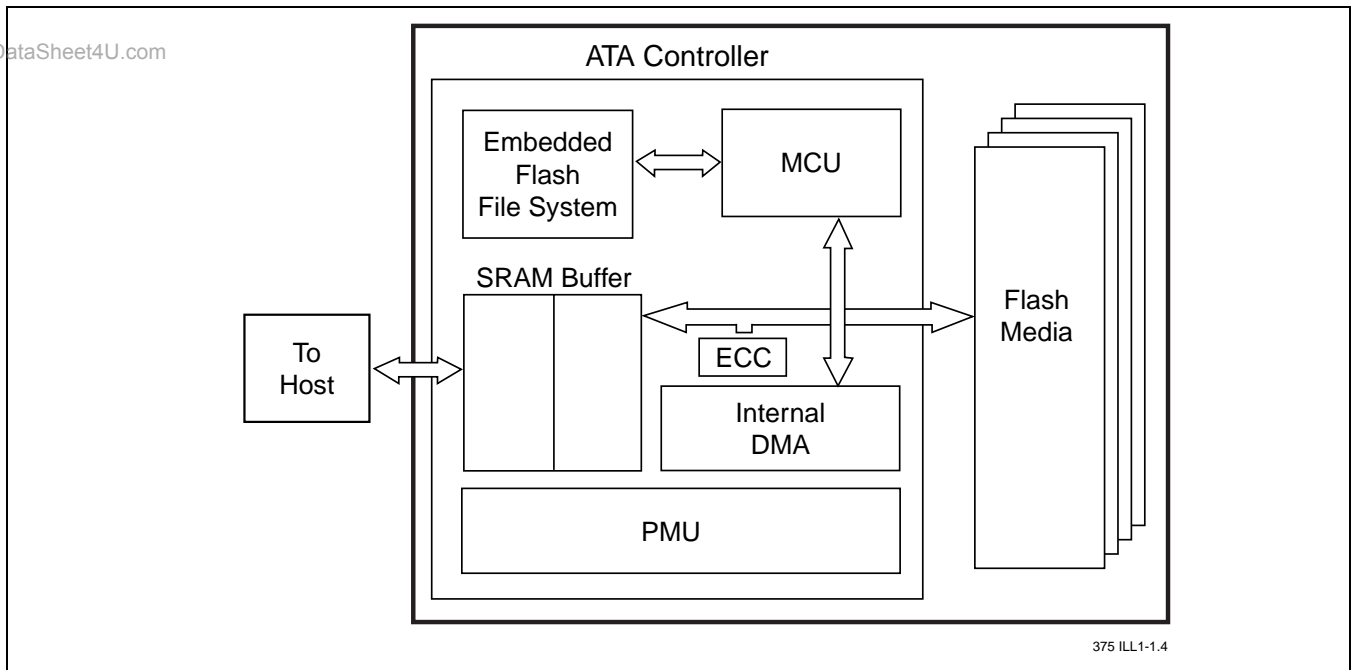 DataSheet4U.com
ATA Controller
Embedded
Flash
File System
MCU
SRAM Buffer
Flash
Media
To
Host
ECC
Internal
DMA
PMU
375 ILL1-1.4